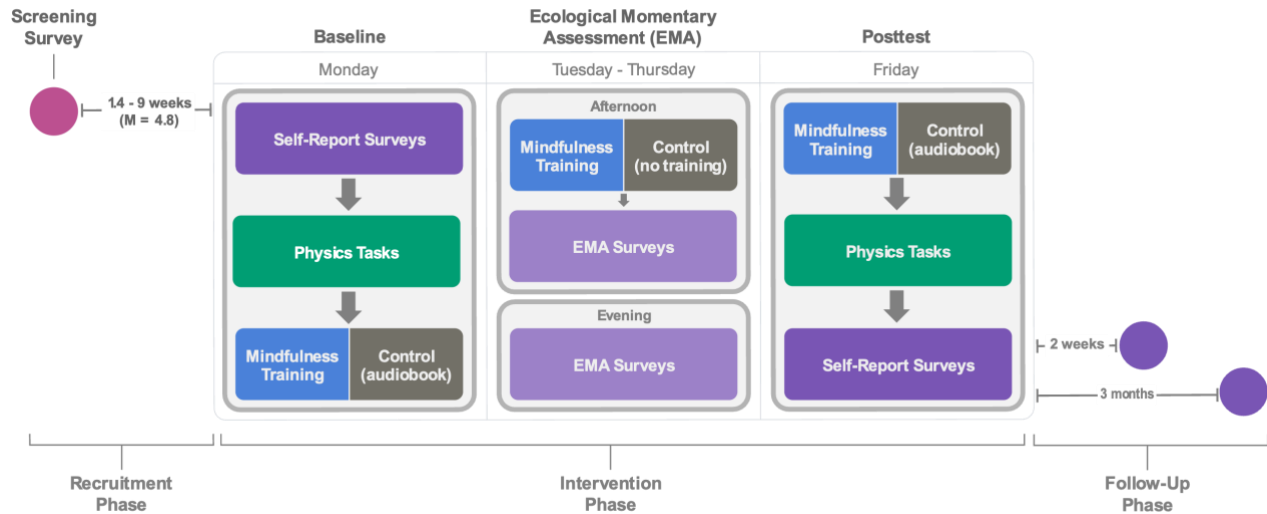 Screening
Survey
1.4 - 9 weeks
(M = 4.8)
Baseline
Monday
Self-Report Surveys
Physics Tasks
Mindfulness
Training
Control
(audiobook)
Ecological Momentary
Assessment (EMA)
Tuesday - Thursday
Afternoon
Mindfulness
Training
Control
(no training)
EMA Surveys
Evening
EMA Surveys
Posttest
Friday
Mindfulness
Training
Control
(audiobook)
Physics Tasks
Self-Report Surveys
2 weeks
3 months
Recruitment
Phase
Intervention
Phase
Follow-Up
Phase